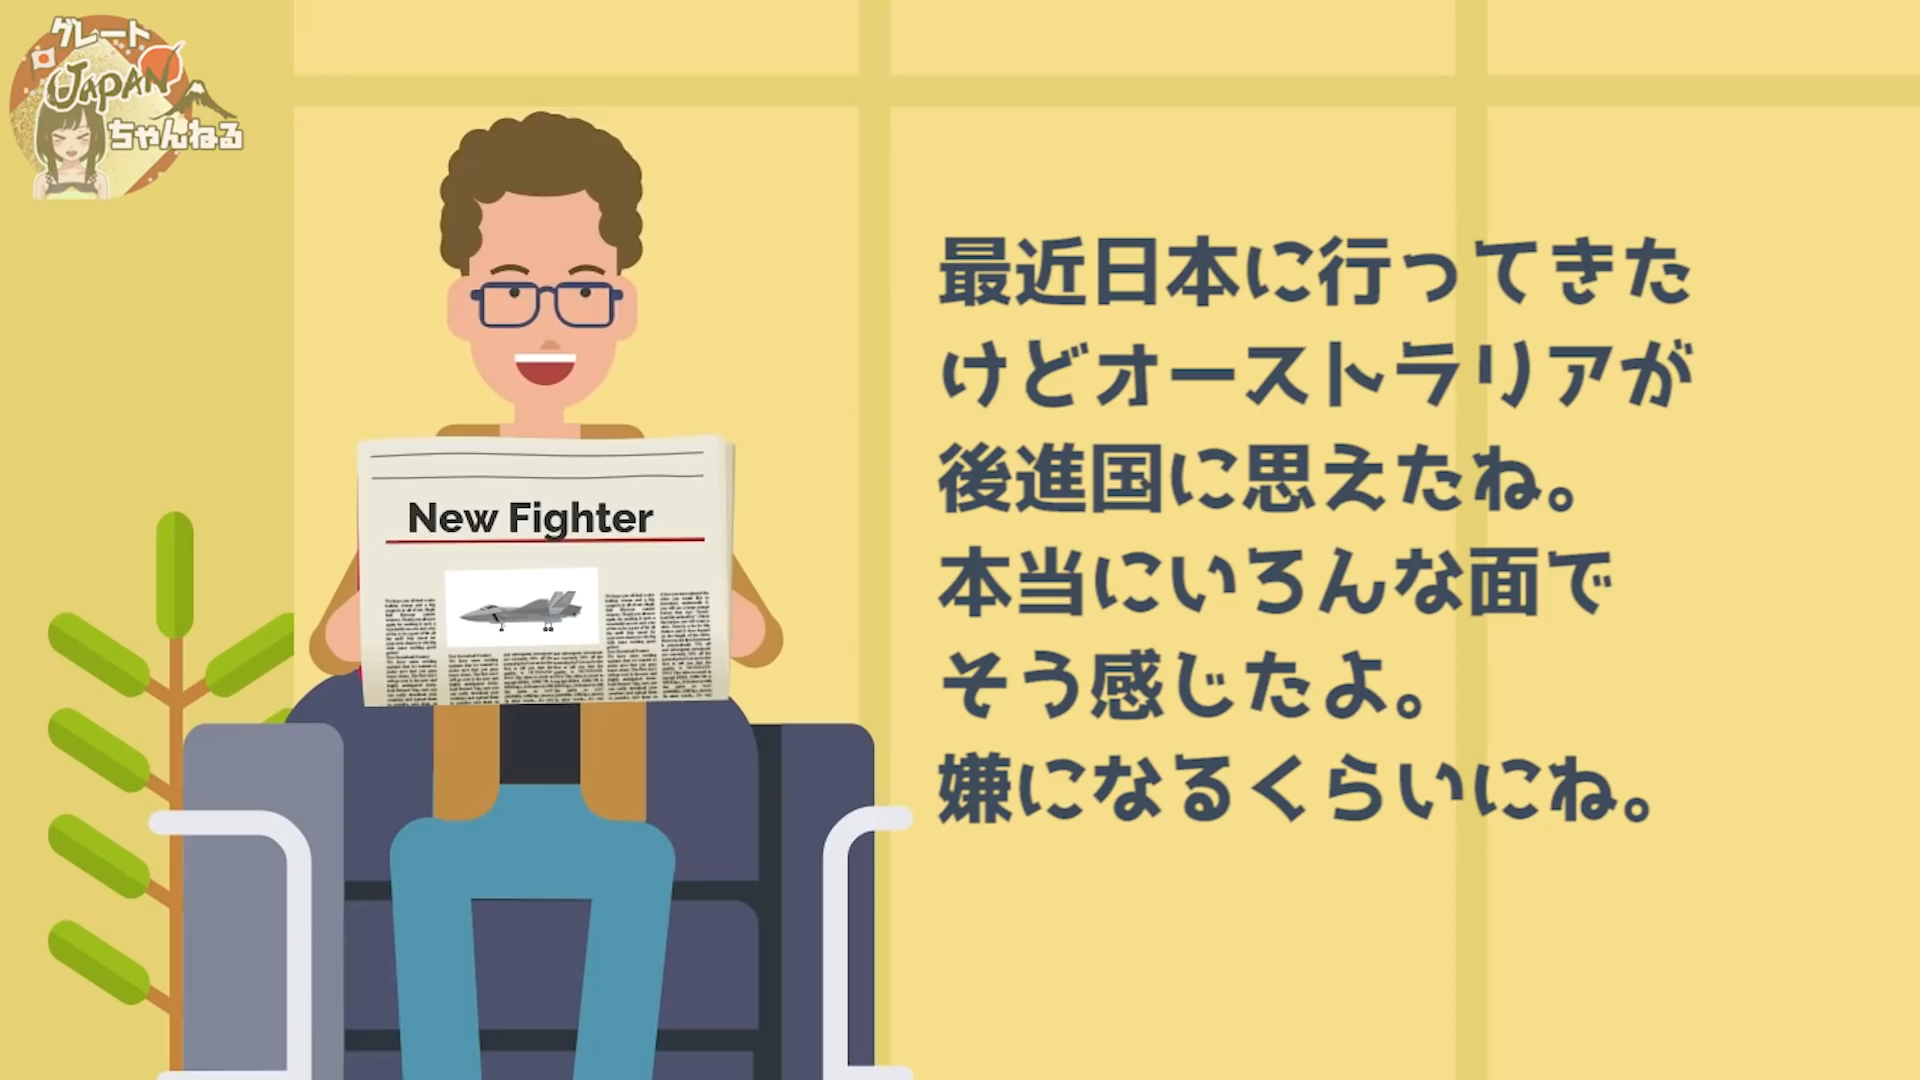 グレート
JAPAN
ちゃんねる
最近日本に行ってきた
けどオーストラリアが
後進国に思えたね。
本当にいろんな面で
そう感じたよ。
嫌になるくらいにね。
New Fighter